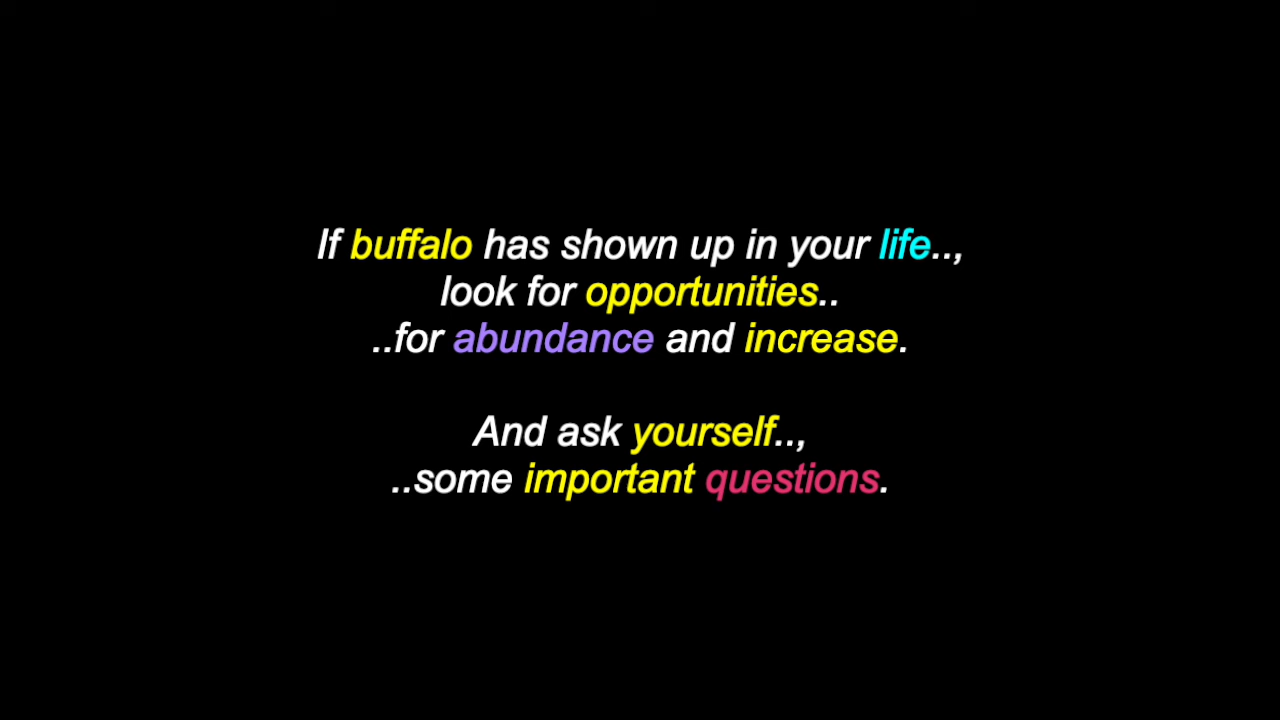 If buffalo has shown up in your life..,
look for opportunities..
..for abundance and increase.
And ask yourself..,
..some important questions.